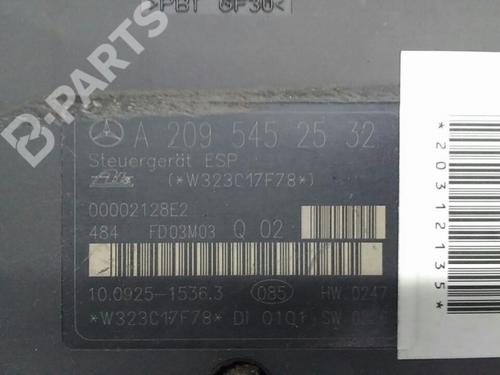 >PBT GF30<
B-PARTS
A 209 545 25 32
Steuergerät ESP
ATE (*W323C17F78*)
00002128E2
484 FD03M03 Q 02
10.0925-1536.3 085 HW 0247
*W323C17F78* DI 01Q1 SW
*20312135*